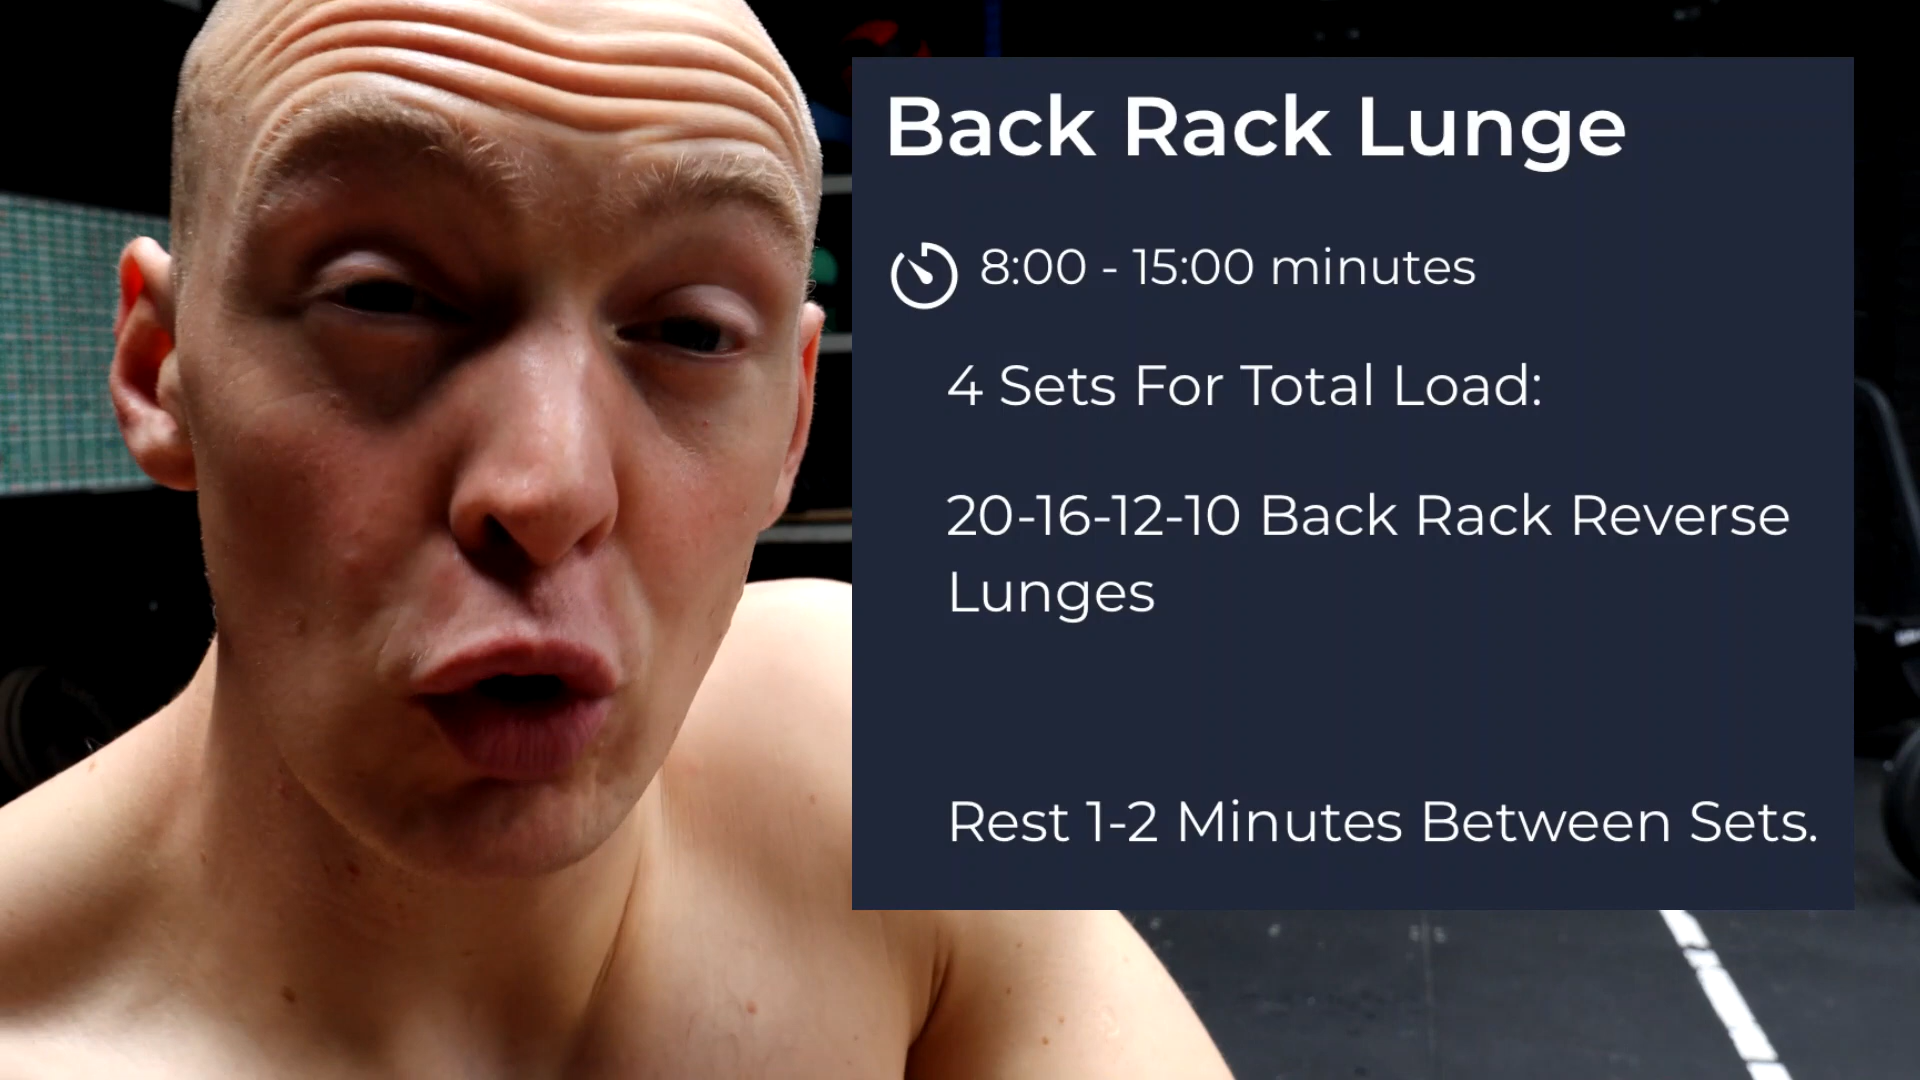 Back Rack Lunge
8:00 - 15:00 minutes
4 Sets For Total Load:
20-16-12-10 Back Rack Reverse
Lunges
Rest 1-2 Minutes Between Sets.